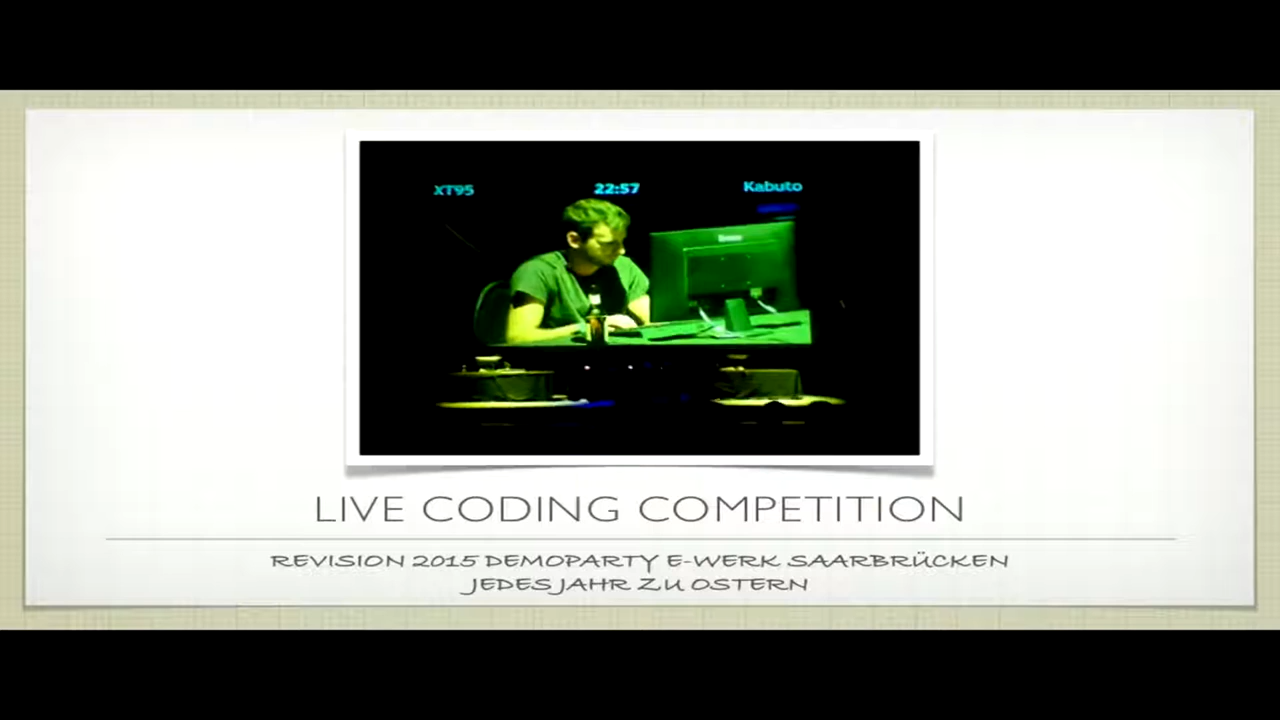 XT95 22:57 Kabuto
LIVE CODING COMPETITION
REVISION 2015 DEMOPARTY E-WERK SAARBRÜCKEN
JEDES JAHR ZU OSTERN